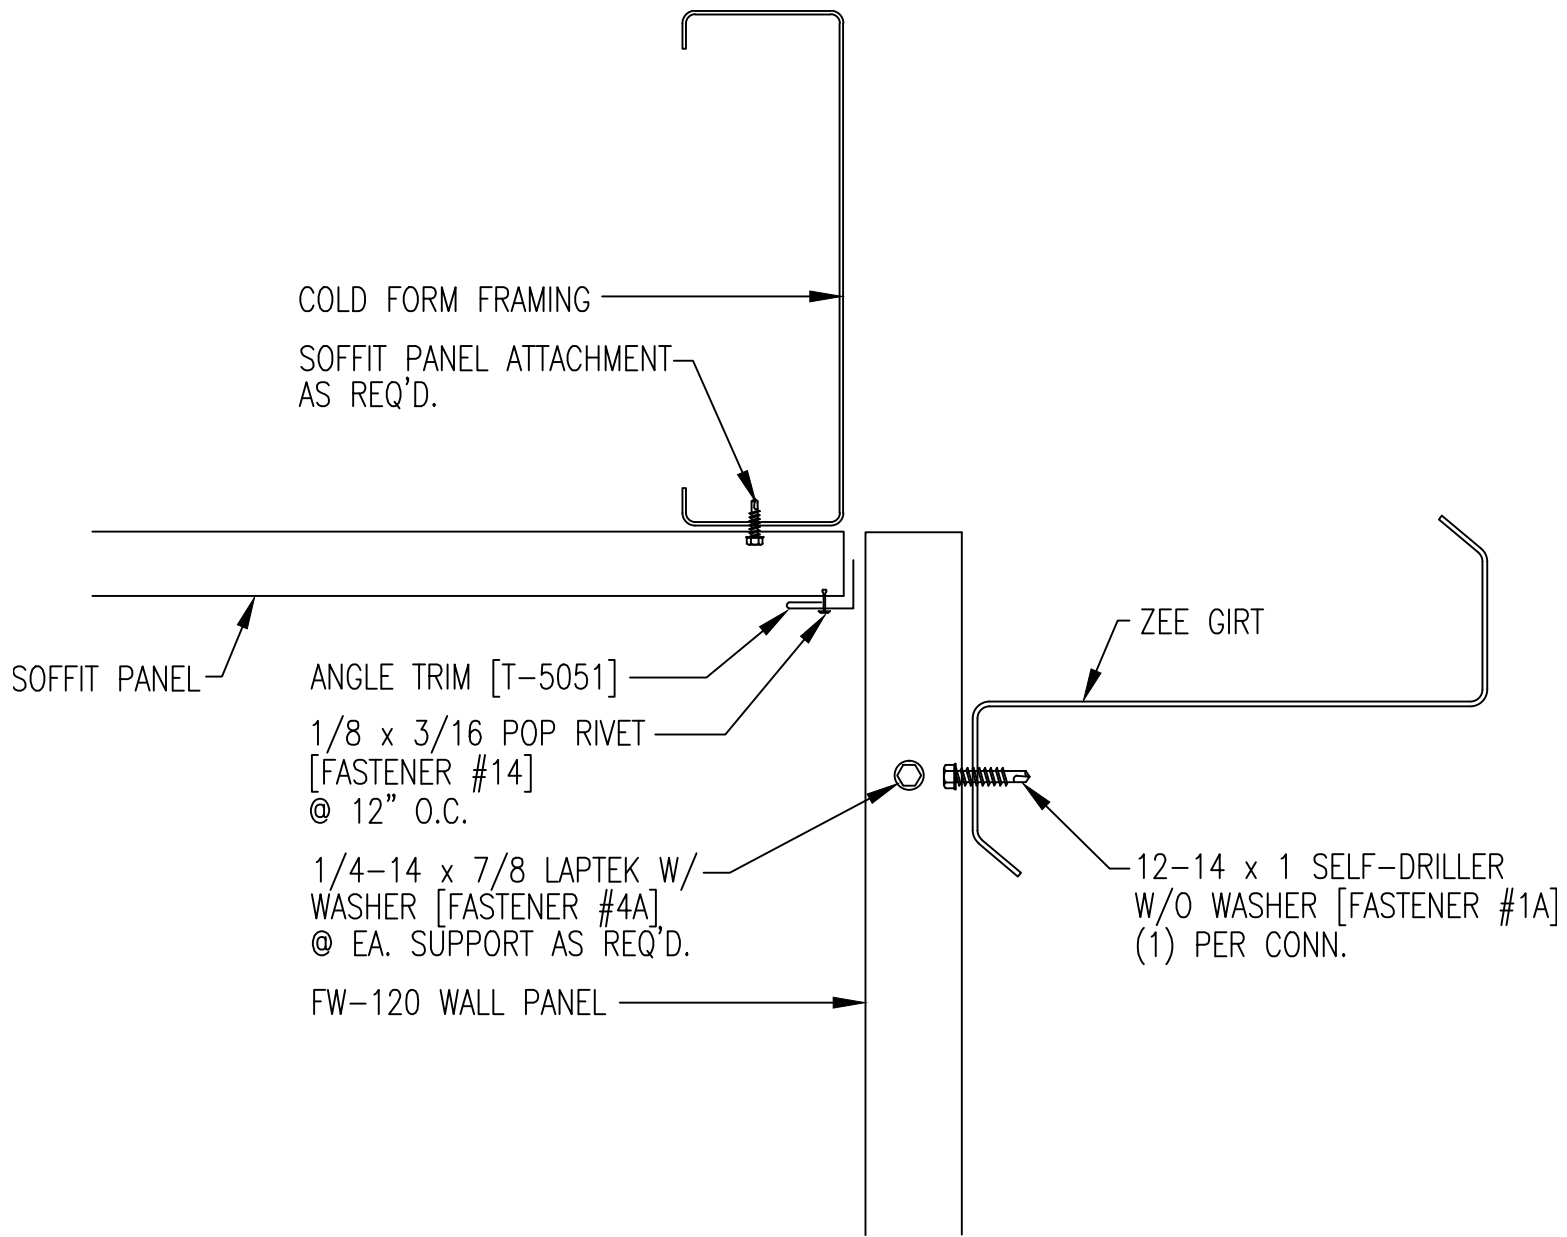 COLD FORM FRAMING
SOFFIT PANEL ATTACHMENT
AS REQ'D.
SOFFIT PANEL
ANGLE TRIM [T-5051]
1/8 x 3/16 POP RIVET
[FASTENER #14]
@ 12" O.C.
1/4-14 x 7/8 LAPTEK W/
WASHER [FASTENER #4A]
@ EA. SUPPORT AS REQ'D.
FW-120 WALL PANEL
ZEE GIRT
12-14 x 1 SELF-DRILLER
W/O WASHER [FASTENER #1A]
(1) PER CONN.